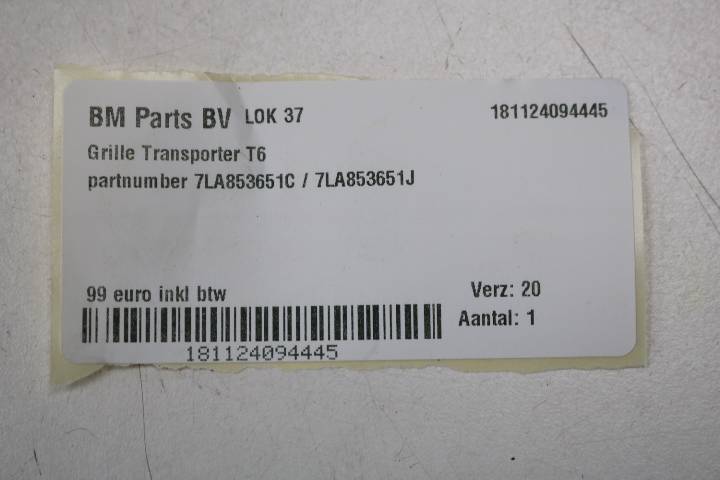 BM Parts BV LOK 37 181124094445
Grille Transporter T6
partnumber 7LA853651C / 7LA853651J
99 euro inkl btw Verz: 20
Aantal: 1
181124094445